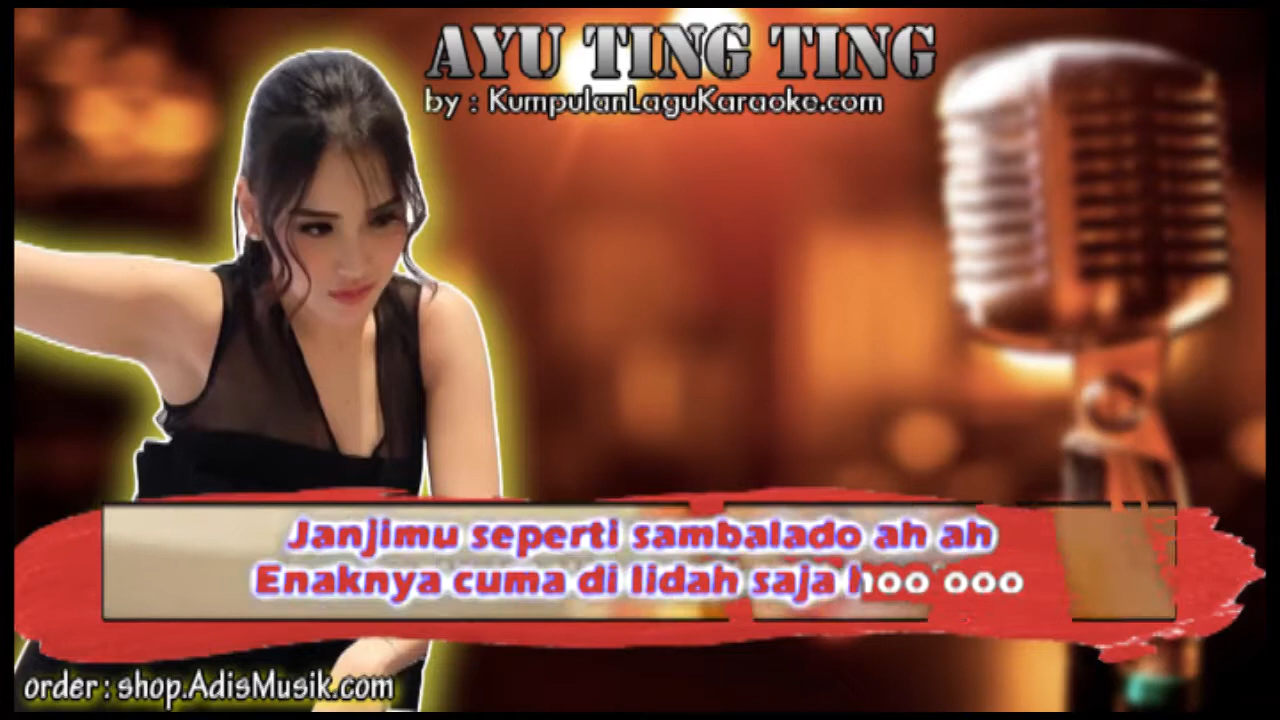 AYU TING TING
by : KumpulanLaguKaraoke.com
Janjimu seperti sambalado ah ah
Enaknya cuma di lidah saja hoo ooo
order : shop.AdisMusik.com